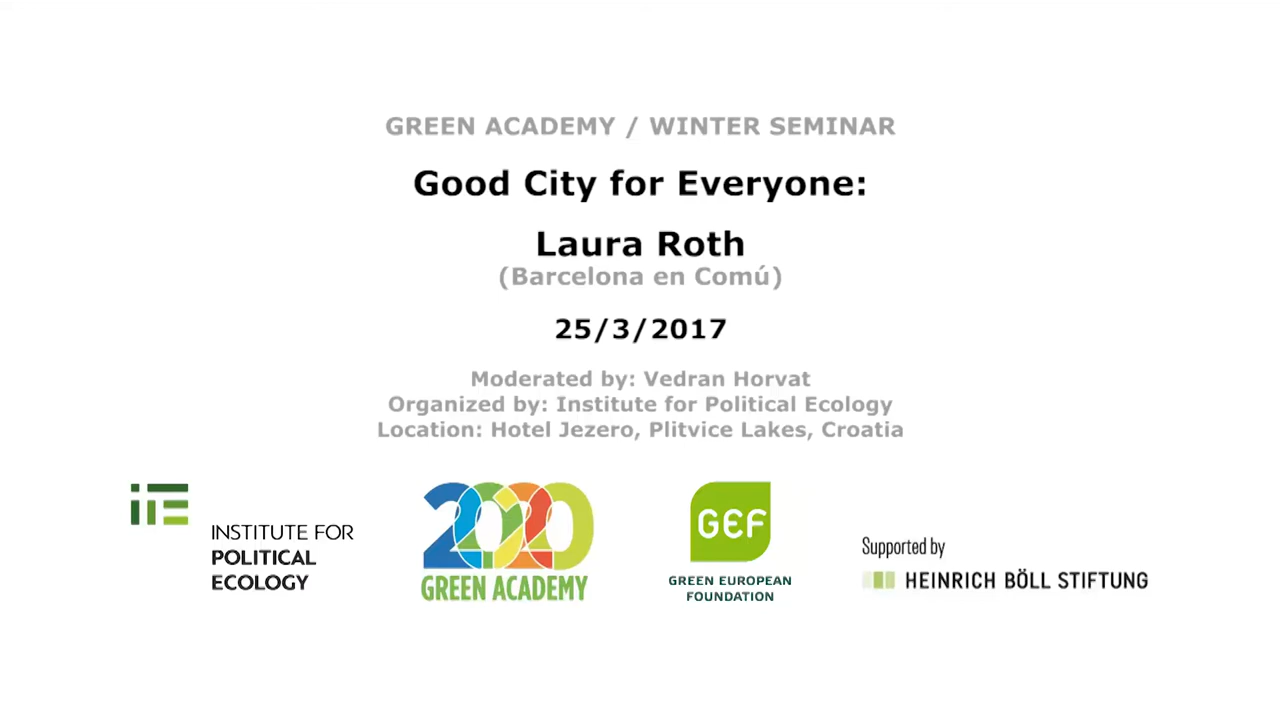 GREEN ACADEMY / WINTER SEMINAR
Good City for Everyone:
Laura Roth
(Barcelona en Comú)
25/3/2017
Moderated by: Vedran Horvat
Organized by: Institute for Political Ecology
Location: Hotel Jezero, Plitvice Lakes, Croatia
iPE
INSTITUTE FOR
POLITICAL
ECOLOGY
2020
GREEN ACADEMY
GEF
GREEN EUROPEAN
FOUNDATION
Supported by
HEINRICH BÖLL STIFTUNG